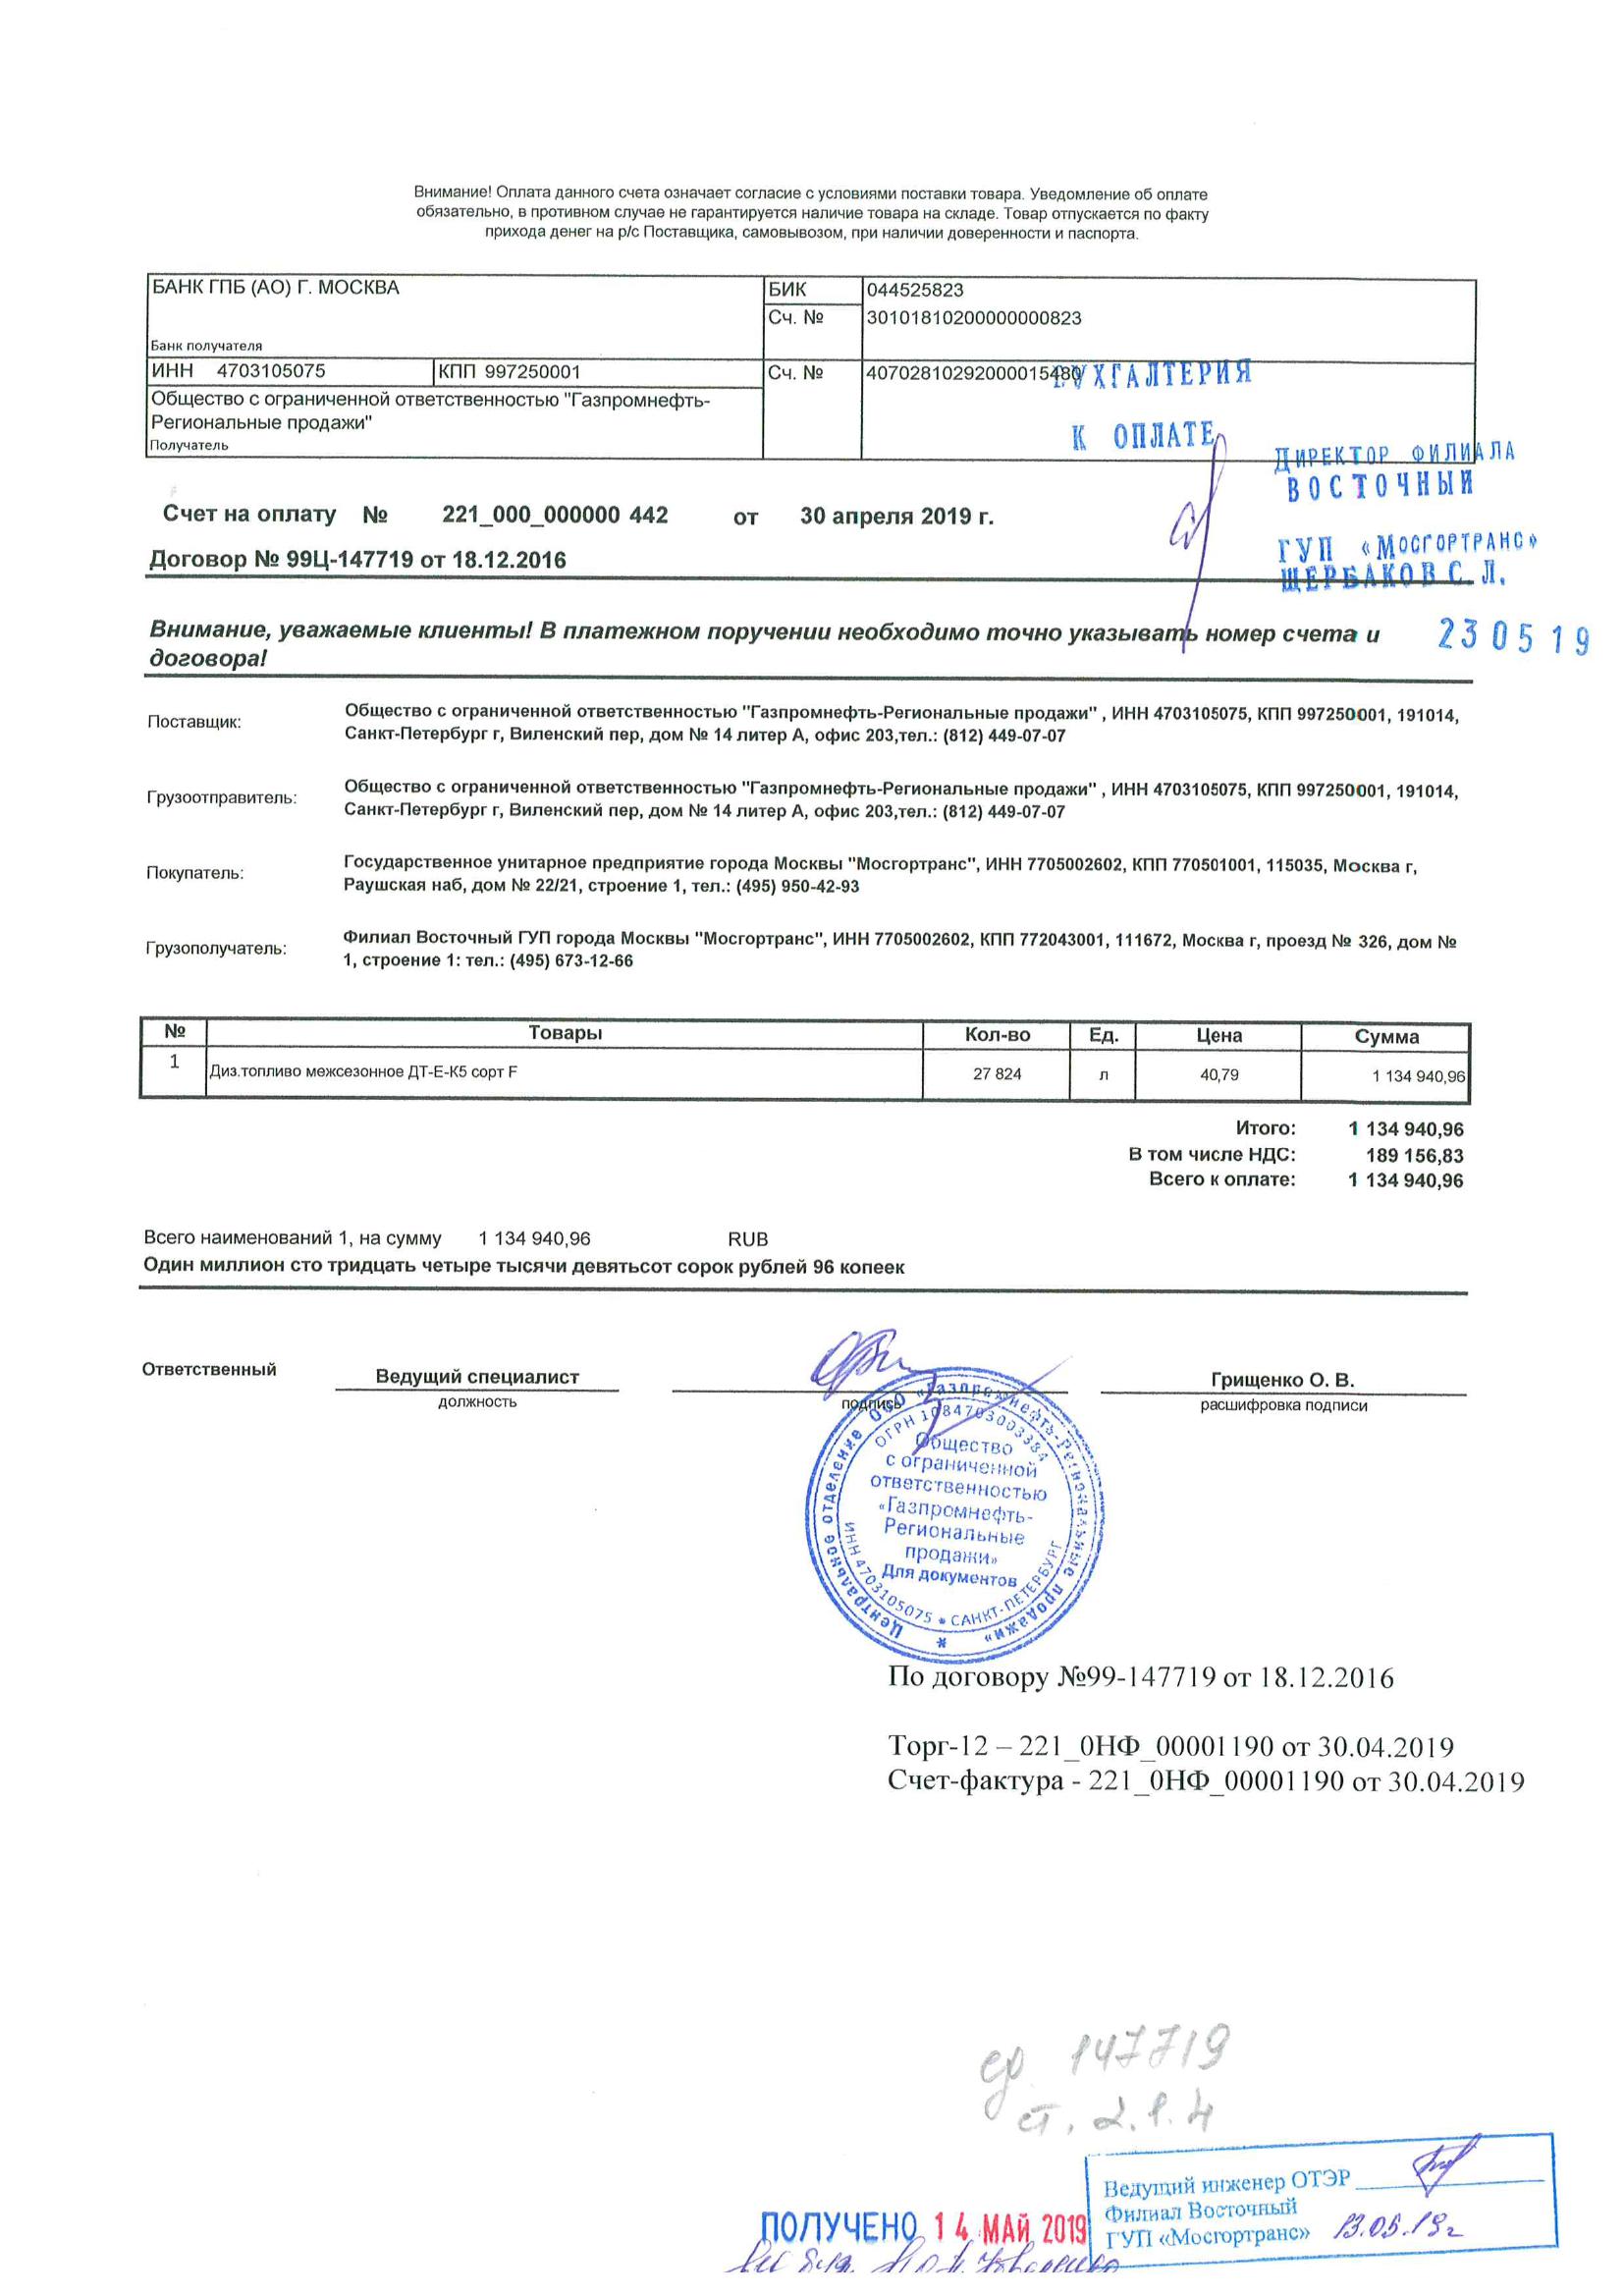 Внимание! Оплата данного счета означает согласие с условиями поставки товара. Уведомление об оплате
обязательно, в противном случае не гарантируется наличие товара на складе. Товар отпускается по факту
прихода денег на р/с Поставщика, самовывозом, при наличии доверенности и паспорта.
БАНК ГПБ (АО) Г. МОСКВА БИК 044525823
Сч. № 30101810200000000823
Банк получателя
ИНН 4703105075 КПП 997250001 Сч. № 40702810292000015480
БУХГАЛТЕРИЯ
Общество с ограниченной ответственностью "Газпромнефть-
Региональные продажи"
Получатель
К ОПЛАТЕ
ДИРЕКТОР ФИЛИАЛА
ВОСТОЧНЫЙ
ГУП «МОСГОРТРАНС»
ЩЕРБАКОВ С. Л.
23 05 19
Счет на оплату № 221_000_000000 442 от 30 апреля 2019 г.
Договор № 99Ц-147719 от 18.12.2016
Внимание, уважаемые клиенты! В платежном поручении необходимо точно указывать номер счета и
договора!
Поставщик: Общество с ограниченной ответственностью "Газпромнефть-Региональные продажи" , ИНН 4703105075, КПП 997250001, 191014,
Санкт-Петербург г, Виленский пер, дом № 14 литер А, офис 203,тел.: (812) 449-07-07
Грузоотправитель: Общество с ограниченной ответственностью "Газпромнефть-Региональные продажи" , ИНН 4703105075, КПП 997250001, 191014,
Санкт-Петербург г, Виленский пер, дом № 14 литер А, офис 203,тел.: (812) 449-07-07
Покупатель: Государственное унитарное предприятие города Москвы "Мосгортранс", ИНН 7705002602, КПП 770501001, 115035, Москва г,
Раушская наб, дом № 22/21, строение 1, тел.: (495) 950-42-93
Грузополучатель: Филиал Восточный ГУП города Москвы "Мосгортранс", ИНН 7705002602, КПП 772043001, 111672, Москва г, проезд № 326, дом №
1, строение 1: тел.: (495) 673-12-66
№ Товары Кол-во Ед. Цена Сумма
1 Диз.топливо межсезонное ДТ-Е-К5 сорт F 27 824 л 40,79 1 134 940,96
Итого: 1 134 940,96
В том числе НДС: 189 156,83
Всего к оплате: 1 134 940,96
Всего наименований 1, на сумму 1 134 940,96 RUB
Один миллион сто тридцать четыре тысячи девятьсот сорок рублей 96 копеек
Ответственный Ведущий специалист Грищенко О. В.
должность подпись расшифровка подписи
Центральное отделение ООО «Газпромнефть-Региональные продажи» *
ОГРН 1084703003384
ИНН 4703105075 * САНКТ-ПЕТЕРБУРГ
Общество
с ограниченной
ответственностью
«Газпромнефть-
Региональные
продажи»
Для документов
По договору №99-147719 от 18.12.2016
Торг-12 – 221_0НФ_00001190 от 30.04.2019
Счет-фактура - 221_0НФ_00001190 от 30.04.2019
ср 147719
ст. 2.1.4
Ведущий инженер ОТЭР
Филиал Восточный
ГУП «Мосгортранс» 13.05.19г
ПОЛУЧЕНО 14 МАЙ 2019